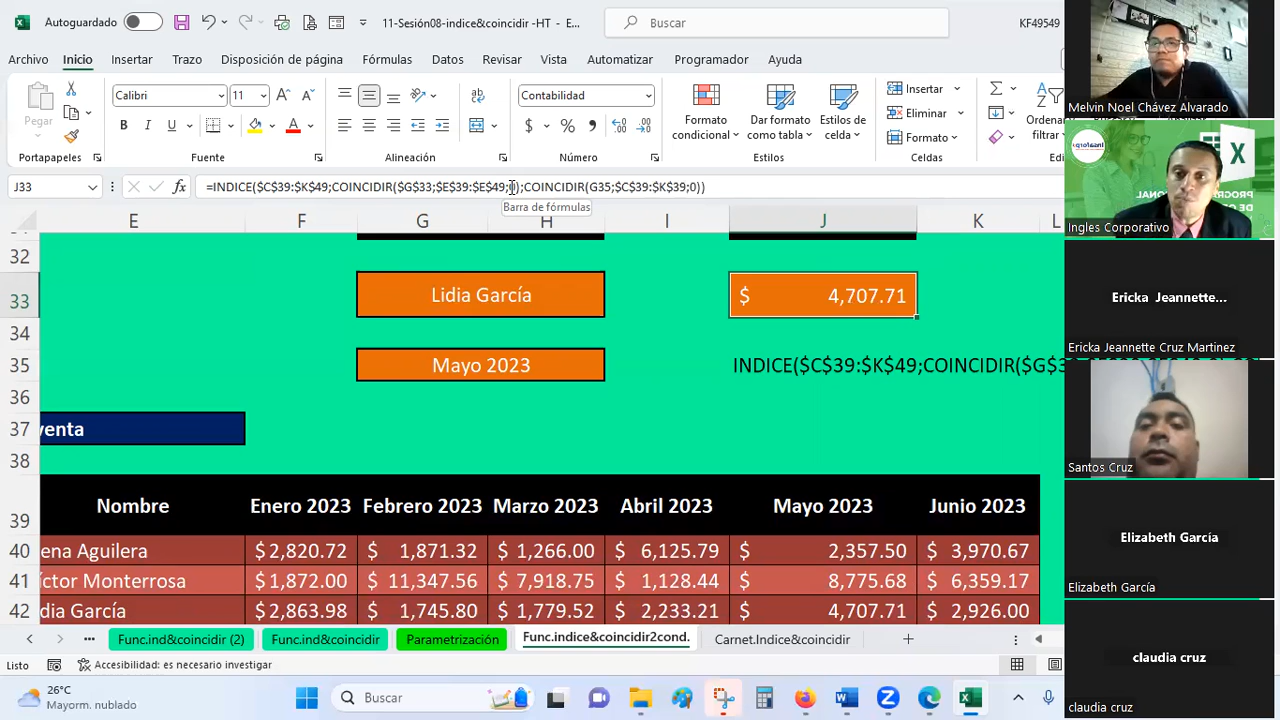 Autoguardado
11-Sesión08-indice&coincidir -HT - E...
Buscar
KF49549
Archivo Inicio Insertar Trazo Disposición de página Fórmulas Datos Revisar Vista Automatizar Programador Ayuda
Pegar
Calibri 11
Contabilidad
Formato condicional
Dar formato como tabla
Estilos de celda
Insertar
Eliminar
Formato
Portapapeles Fuente Alineación Número Estilos Celdas
J33
=INDICE($C$39:$K$49;COINCIDIR($G$33;$E$39:$E$49;0);COINCIDIR(G35;$C$39:$K$39;0))
Barra de fórmulas
E F G H I J K L
32
33 Lidia García $ 4,707.71
34
35 Mayo 2023 INDICE($C$39:$K$49;COINCIDIR($G$3
36
37 venta
38
39 Nombre Enero 2023 Febrero 2023 Marzo 2023 Abril 2023 Mayo 2023 Junio 2023
40 ena Aguilera $ 2,820.72 $ 1,871.32 $ 1,266.00 $ 6,125.79 $ 2,357.50 $ 3,970.67
41 íctor Monterrosa $ 1,872.00 $ 11,347.56 $ 7,918.75 $ 1,128.44 $ 8,775.68 $ 6,359.17
42 dia García $ 2,863.98 $ 1,745.80 $ 1,779.52 $ 2,233.21 $ 4,707.71 $ 2,926.00
Func.ind&coincidir (2) Func.ind&coincidir Parametrización Func.indice&coincidir2cond. Carnet.Indice&coincidir
Listo
Accesibilidad: es necesario investigar
26°C
Mayorm. nublado
Buscar
Melvin Noel Chávez Alvarado
Ingles Corporativo
Ericka Jeannette...
Ericka Jeannette Cruz Martinez
Santos Cruz
Elizabeth García
Elizabeth García
claudia cruz
claudia cruz